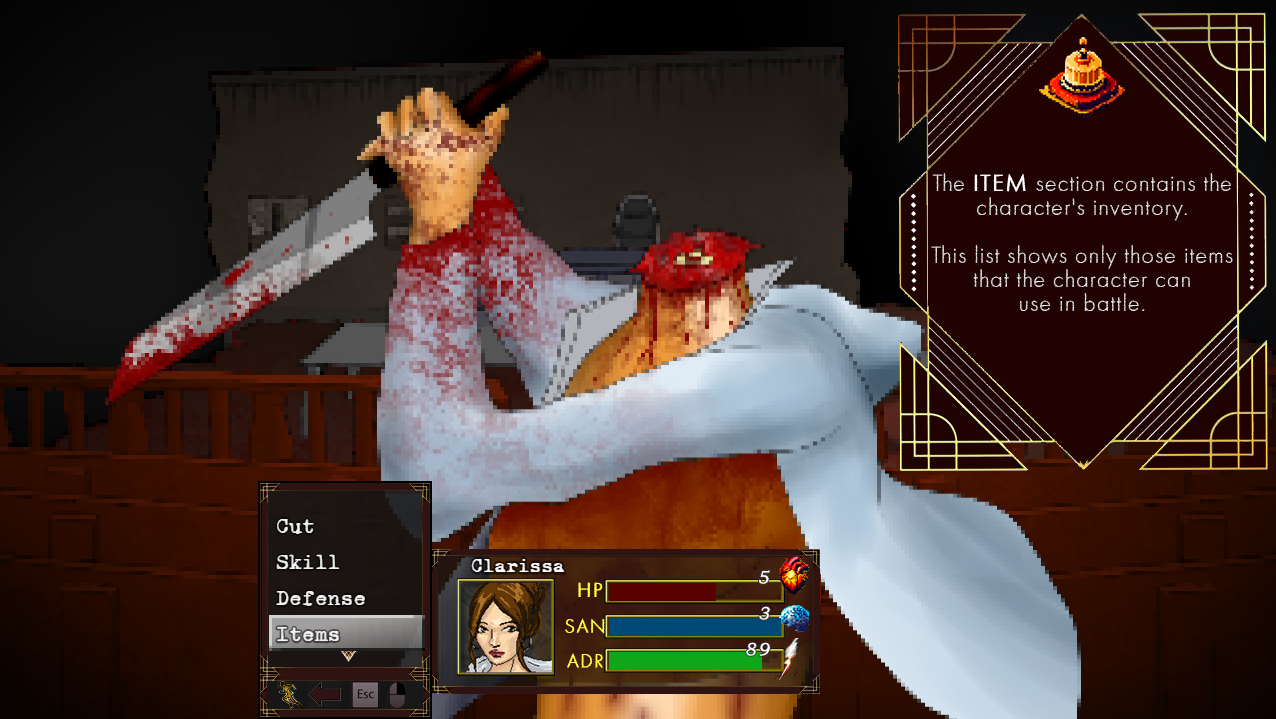 The ITEM section contains the
character's inventory.
This list shows only those items
that the character can
use in battle.
Cut
Skill
Defense
Items
Clarissa
HP 5
SAN 3
ADR 89
Esc